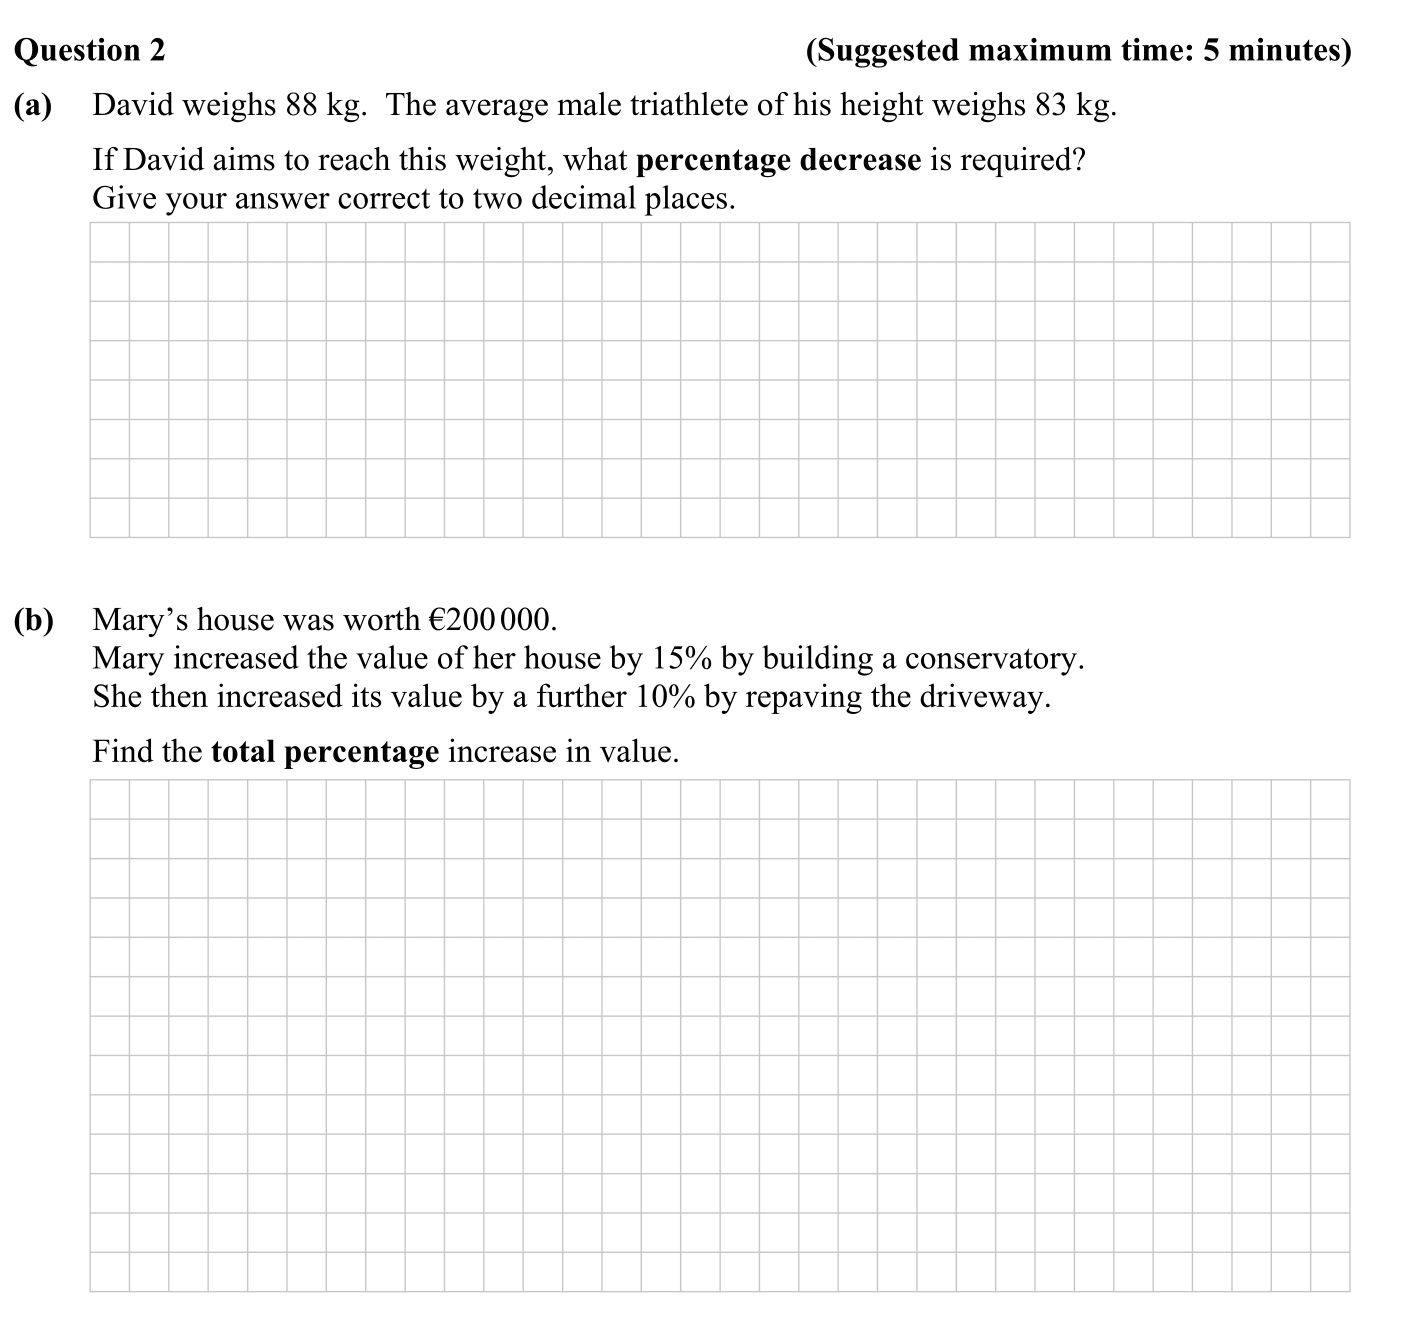 Question 2 (Suggested maximum time: 5 minutes)
(a) David weighs 88 kg. The average male triathlete of his height weighs 83 kg.
If David aims to reach this weight, what percentage decrease is required?
Give your answer correct to two decimal places.
(b) Mary’s house was worth €200 000.
Mary increased the value of her house by 15% by building a conservatory.
She then increased its value by a further 10% by repaving the driveway.
Find the total percentage increase in value.